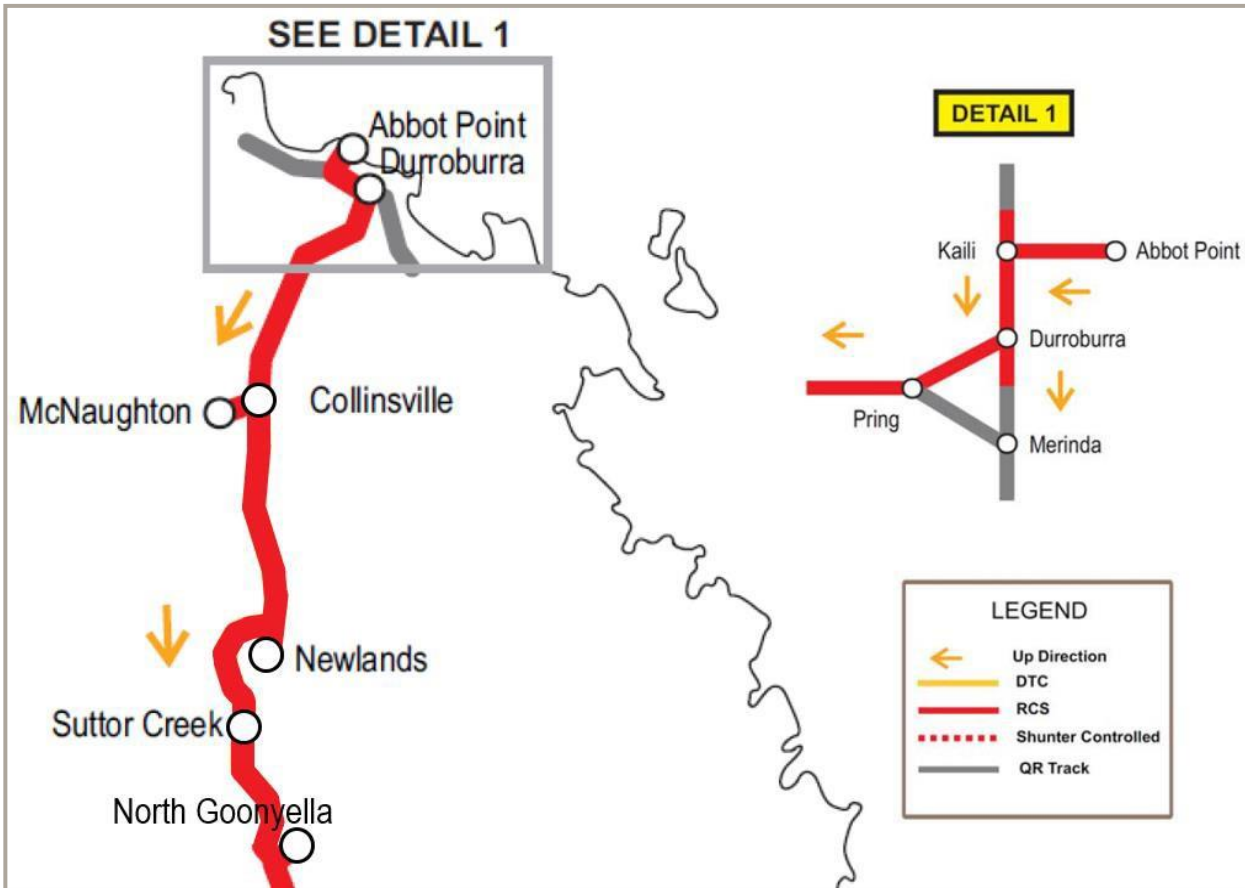 SEE DETAIL 1
Abbot Point
Durroburra
McNaughton
Collinsville
Newlands
Suttor Creek
North Goonyella
DETAIL 1
Kaili
Abbot Point
Durroburra
Pring
Merinda
LEGEND
Up Direction
DTC
RCS
Shunter Controlled
QR Track